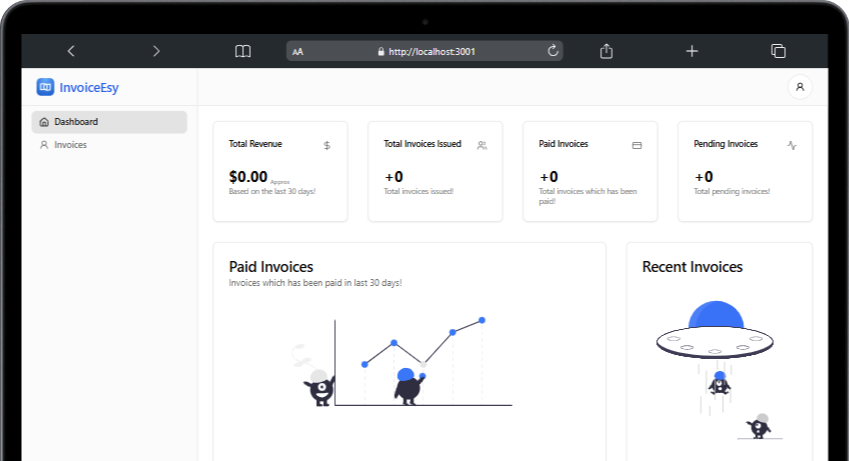 AA
http://localhost:3001
InvoiceEsy
Dashboard
Invoices
Total Revenue
$
$0.00 Approx
Based on the last 30 days!
Total Invoices Issued
+0
Total invoices issued!
Paid Invoices
+0
Total invoices which has been
paid!
Pending Invoices
+0
Total pending invoices!
Paid Invoices
Invoices which has been paid in last 30 days!
Recent Invoices